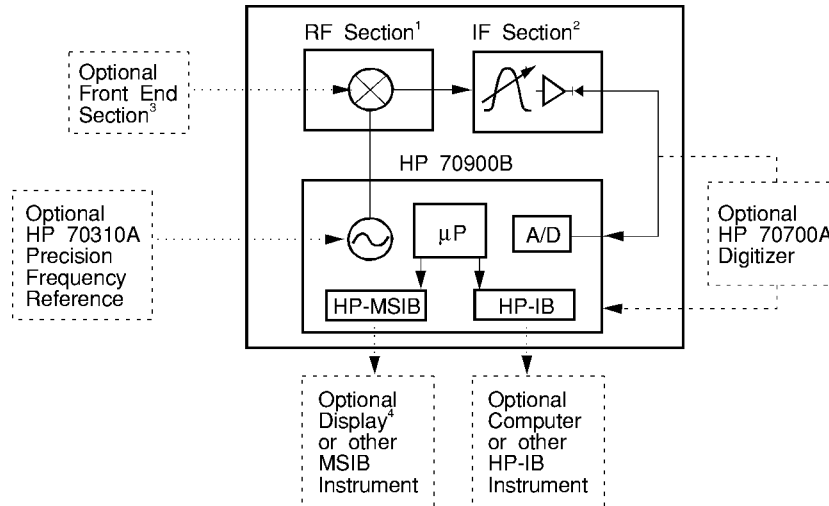 RF Section¹
IF Section²
Optional
Front End
Section³
HP 70900B
Optional
HP 70310A
Precision
Frequency
Reference
µP
A/D
HP-MSIB
HP-IB
Optional
HP 70700A
Digitizer
Optional
Display⁴
or other
MSIB
Instrument
Optional
Computer
or other
HP-IB
Instrument